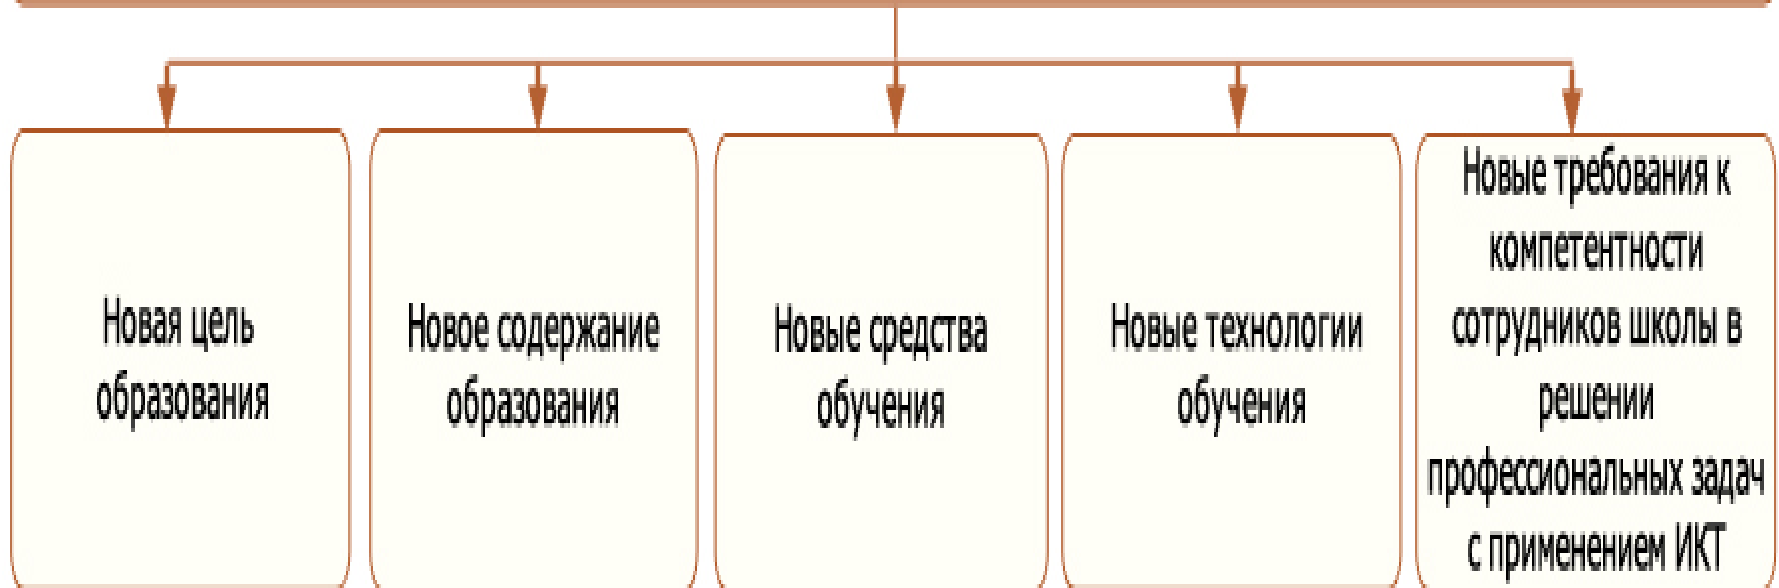 Новая цель
образования
Новое содержание
образования
Новые средства
обучения
Новые технологии
обучения
Новые требования к
компетентности
сотрудников школы в
решении
профессиональных задач
с применением ИКТ